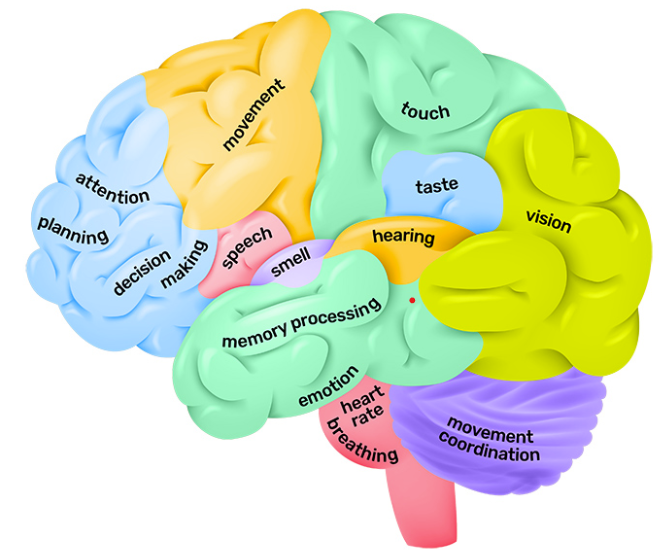 movement
touch
attention
taste
planning
vision
decision
making
speech
hearing
smell
memory processing
emotion
heart
rate
breathing
movement
coordination